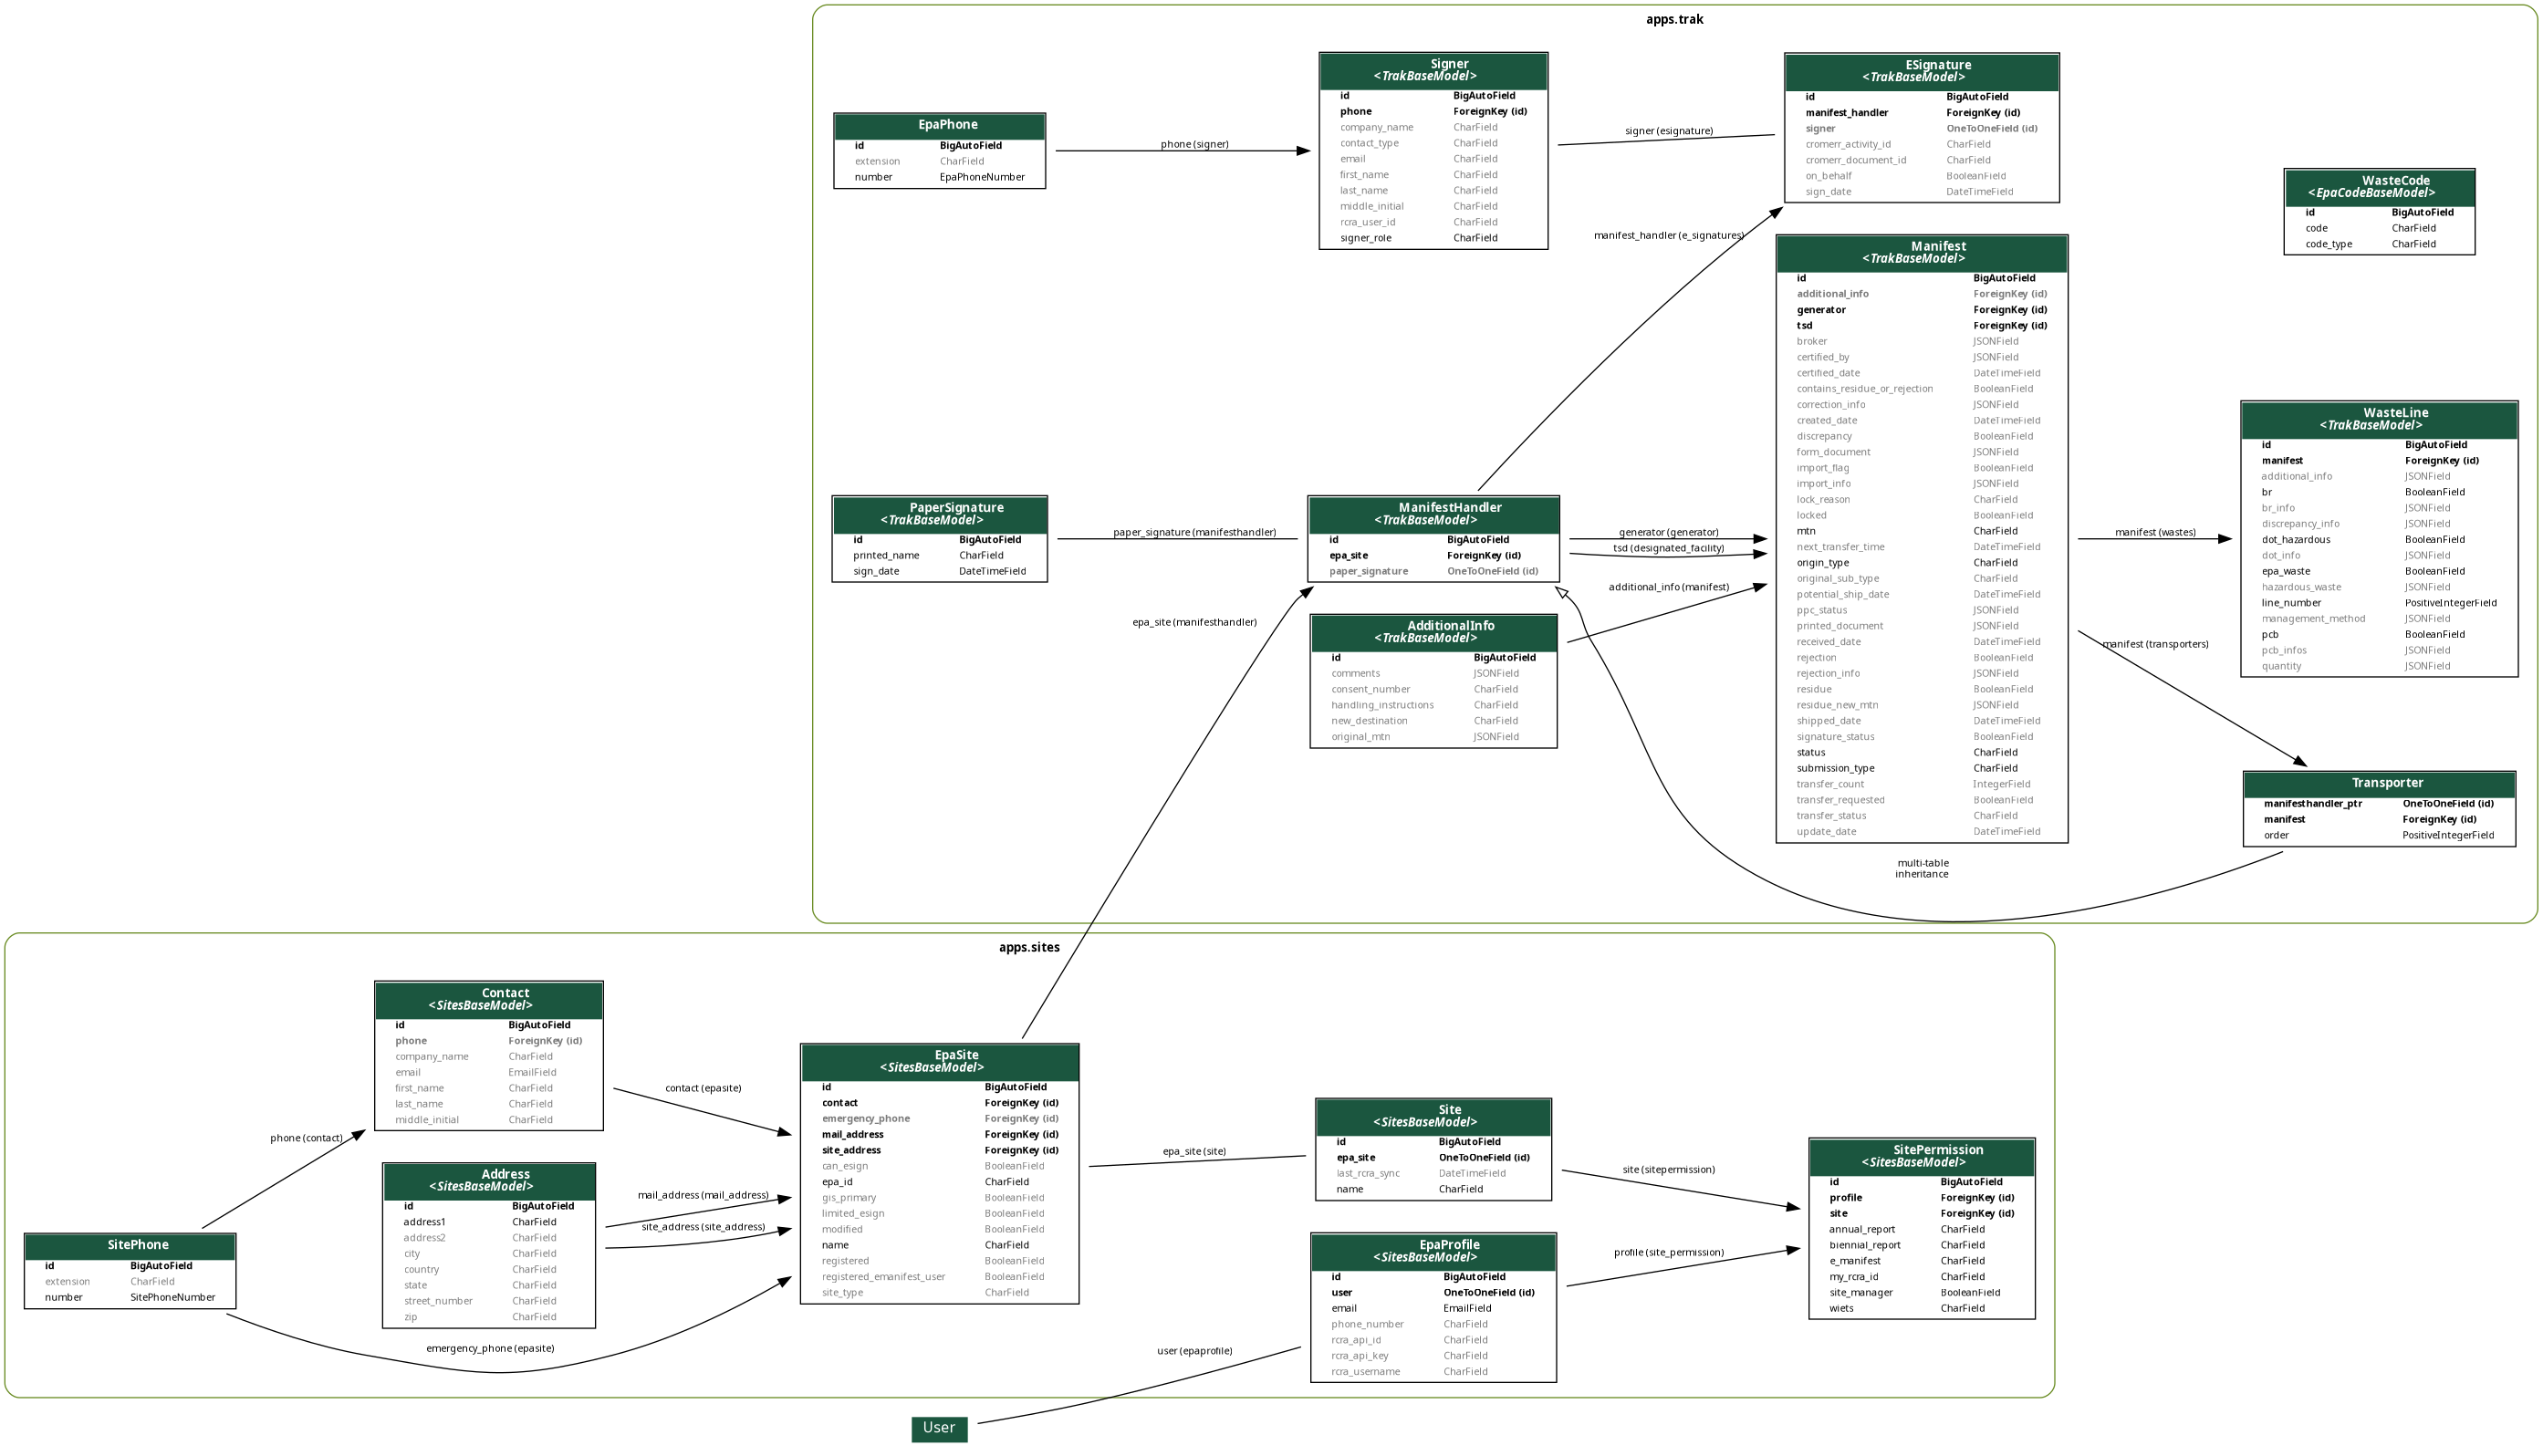 apps.trak
EpaPhone
id BigAutoField
extension CharField
number EpaPhoneNumber
phone (signer)
Signer
<TrakBaseModel>
id BigAutoField
phone ForeignKey (id)
company_name CharField
contact_type CharField
email CharField
first_name CharField
last_name CharField
middle_initial CharField
rcra_user_id CharField
signer_role CharField
signer (esignature)
ESignature
<TrakBaseModel>
id BigAutoField
manifest_handler ForeignKey (id)
signer OneToOneField (id)
cromerr_activity_id CharField
cromerr_document_id CharField
on_behalf BooleanField
sign_date DateTimeField
WasteCode
<EpaCodeBaseModel>
id BigAutoField
code CharField
code_type CharField
manifest_handler (e_signatures)
Manifest
<TrakBaseModel>
id BigAutoField
additional_info ForeignKey (id)
generator ForeignKey (id)
tsd ForeignKey (id)
broker JSONField
certified_by JSONField
certified_date DateTimeField
contains_residue_or_rejection BooleanField
correction_info JSONField
created_date DateTimeField
discrepancy BooleanField
form_document JSONField
import_flag BooleanField
import_info JSONField
lock_reason CharField
locked BooleanField
mtn CharField
next_transfer_time DateTimeField
origin_type CharField
original_sub_type CharField
potential_ship_date DateTimeField
ppc_status JSONField
printed_document JSONField
received_date DateTimeField
rejection BooleanField
rejection_info JSONField
residue BooleanField
residue_new_mtn JSONField
shipped_date DateTimeField
signature_status BooleanField
status CharField
submission_type CharField
transfer_count IntegerField
transfer_requested BooleanField
transfer_status CharField
update_date DateTimeField
PaperSignature
<TrakBaseModel>
id BigAutoField
printed_name CharField
sign_date DateTimeField
paper_signature (manifesthandler)
ManifestHandler
<TrakBaseModel>
id BigAutoField
epa_site ForeignKey (id)
paper_signature OneToOneField (id)
generator (generator)
tsd (designated_facility)
additional_info (manifest)
epa_site (manifesthandler)
AdditionalInfo
<TrakBaseModel>
id BigAutoField
comments JSONField
consent_number CharField
handling_instructions CharField
new_destination CharField
original_mtn JSONField
manifest (wastes)
manifest (transporters)
WasteLine
<TrakBaseModel>
id BigAutoField
manifest ForeignKey (id)
additional_info JSONField
br BooleanField
br_info JSONField
discrepancy_info JSONField
dot_hazardous BooleanField
dot_info JSONField
epa_waste BooleanField
hazardous_waste JSONField
line_number PositiveIntegerField
management_method JSONField
pcb BooleanField
pcb_infos JSONField
quantity JSONField
Transporter
manifesthandler_ptr OneToOneField (id)
manifest ForeignKey (id)
order PositiveIntegerField
multi-table
inheritance
apps.sites
SitePhone
id BigAutoField
extension CharField
number SitePhoneNumber
phone (contact)
emergency_phone (epasite)
Contact
<SitesBaseModel>
id BigAutoField
phone ForeignKey (id)
company_name CharField
email EmailField
first_name CharField
last_name CharField
middle_initial CharField
contact (epasite)
Address
<SitesBaseModel>
id BigAutoField
address1 CharField
address2 CharField
city CharField
country CharField
state CharField
street_number CharField
zip CharField
mail_address (mail_address)
site_address (site_address)
EpaSite
<SitesBaseModel>
id BigAutoField
contact ForeignKey (id)
emergency_phone ForeignKey (id)
mail_address ForeignKey (id)
site_address ForeignKey (id)
can_esign BooleanField
epa_id CharField
gis_primary BooleanField
limited_esign BooleanField
modified BooleanField
name CharField
registered BooleanField
registered_emanifest_user BooleanField
site_type CharField
epa_site (site)
Site
<SitesBaseModel>
id BigAutoField
epa_site OneToOneField (id)
last_rcra_sync DateTimeField
name CharField
site (sitepermission)
EpaProfile
<SitesBaseModel>
id BigAutoField
user OneToOneField (id)
email EmailField
phone_number CharField
rcra_api_id CharField
rcra_api_key CharField
rcra_username CharField
profile (site_permission)
SitePermission
<SitesBaseModel>
id BigAutoField
profile ForeignKey (id)
site ForeignKey (id)
annual_report CharField
biennial_report CharField
e_manifest CharField
my_rcra_id CharField
site_manager BooleanField
wiets CharField
user (epaprofile)
User